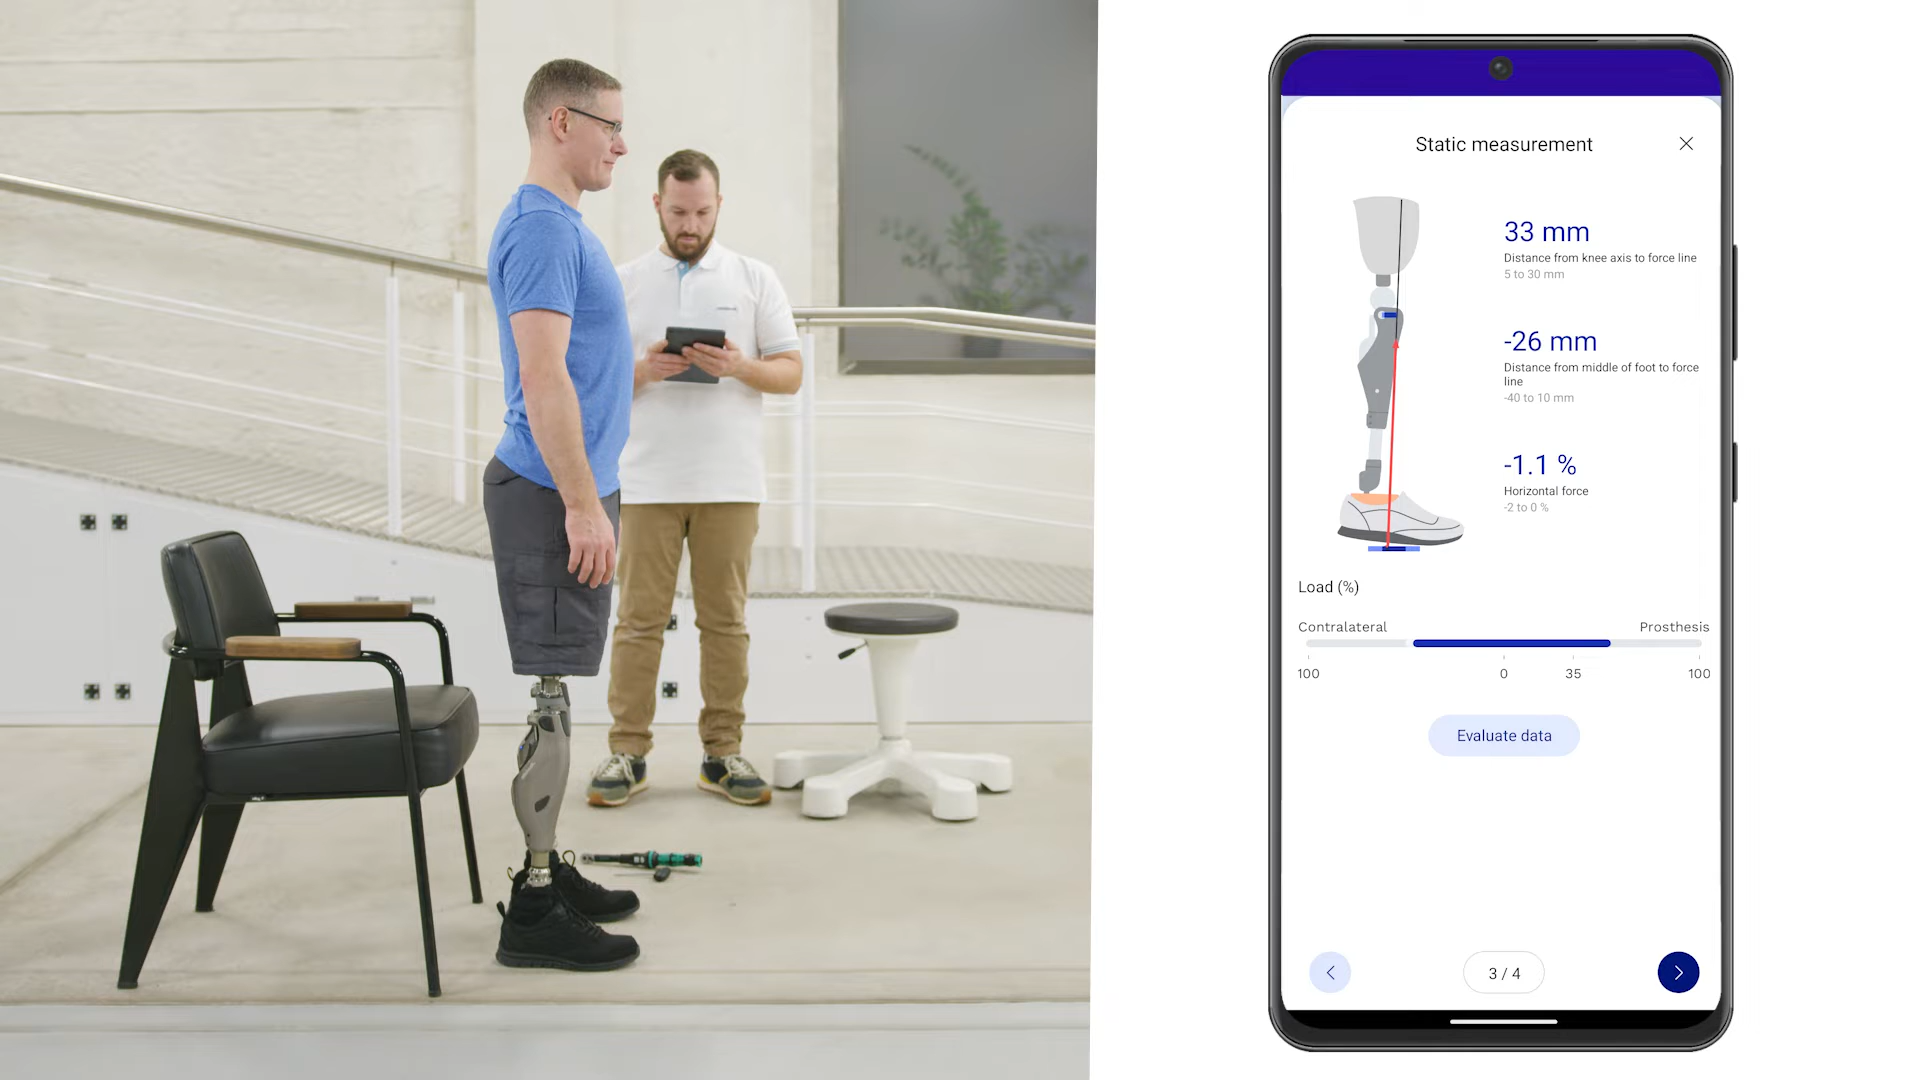 Static measurement
33 mm
Distance from knee axis to force line
5 to 30 mm
-26 mm
Distance from middle of foot to force
line
-40 to 10 mm
-1.1 %
Horizontal force
-2 to 0 %
Load (%)
Contralateral Prosthesis
100 0 35 100
Evaluate data
3 / 4